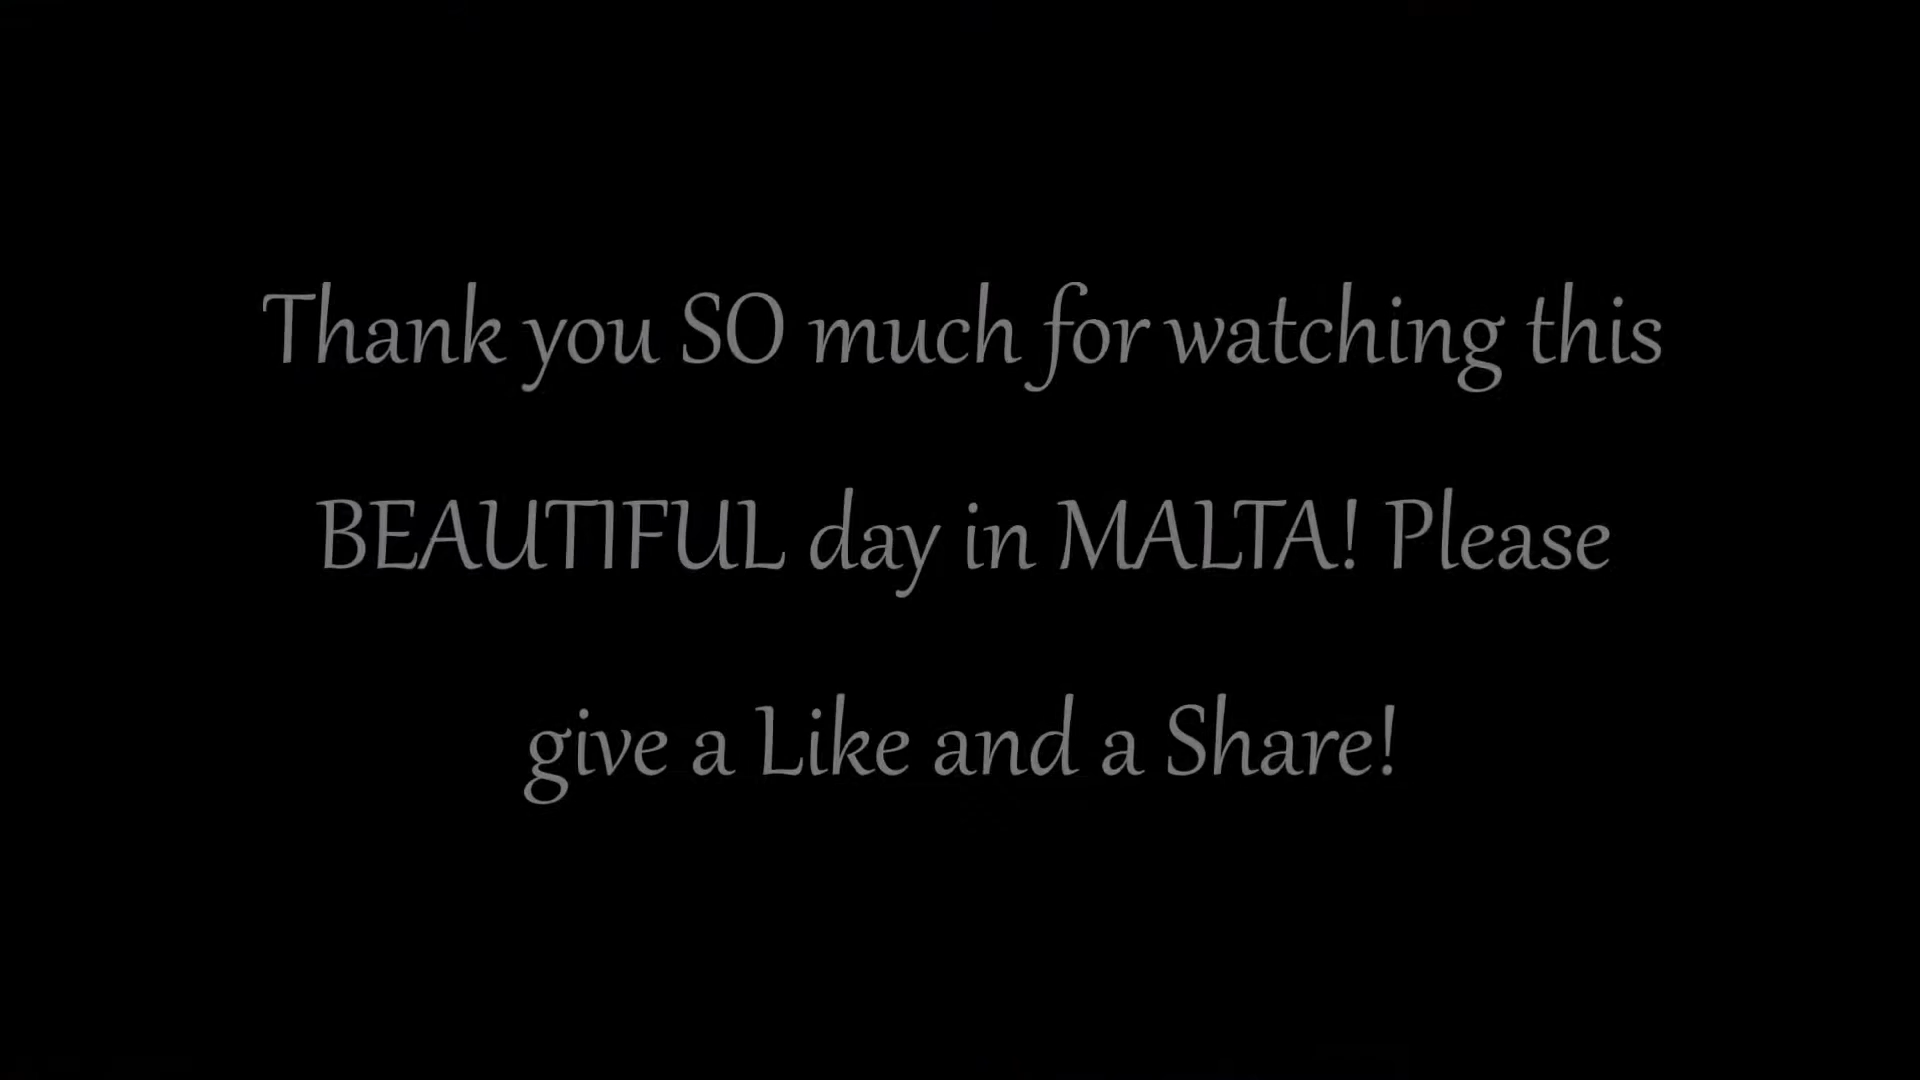 Thank you SO much for watching this
BEAUTIFUL day in MALTA! Please
give a Like and a Share!